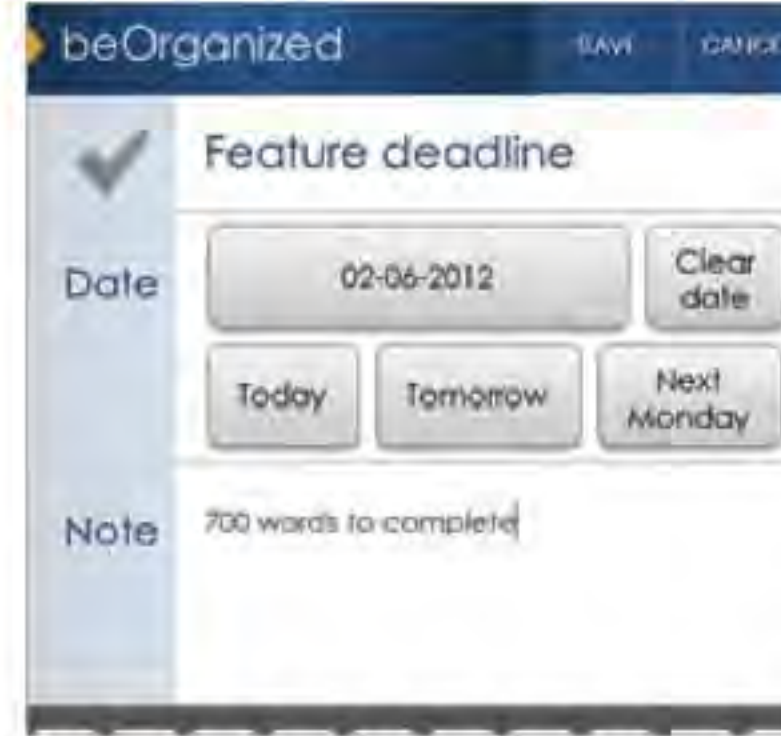 beOrganized SAVE CANCE
Feature deadline
Date 02-06-2012 Clear date
Today Tomorrow Next Monday
Note 700 words to complete